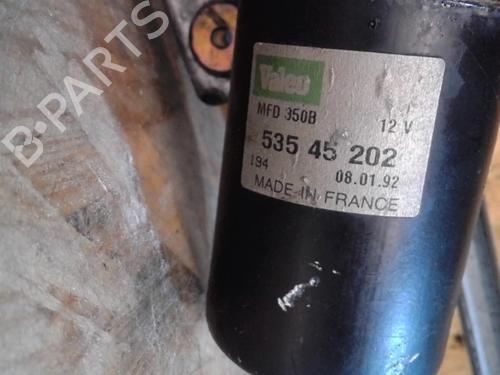 B-PARTS
Valeo
MFD 350B
12 V
535 45 202
194
08.01.92
MADE IN FRANCE